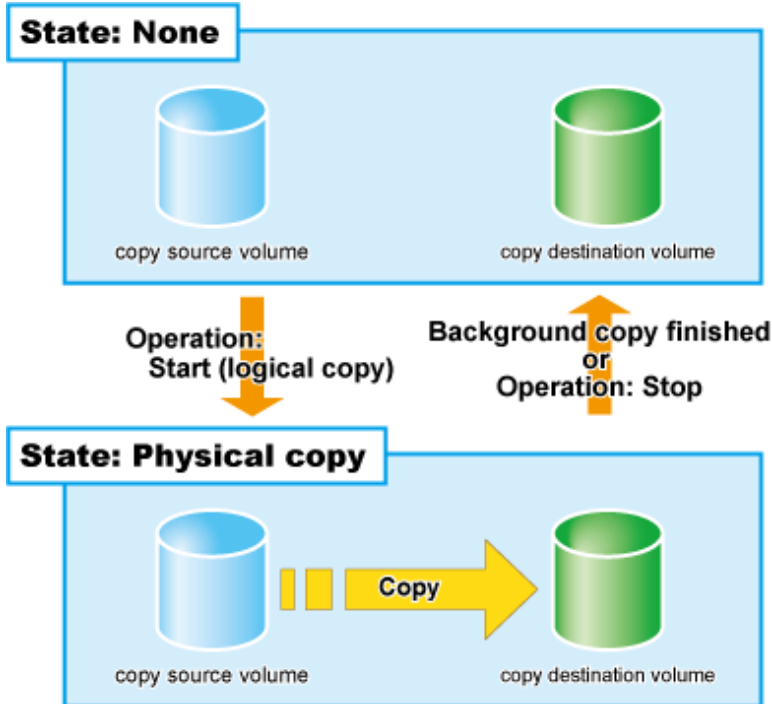 State: None
copy source volume
copy destination volume
Operation:
Start (logical copy)
Background copy finished
or
Operation: Stop
State: Physical copy
Copy
copy source volume
copy destination volume